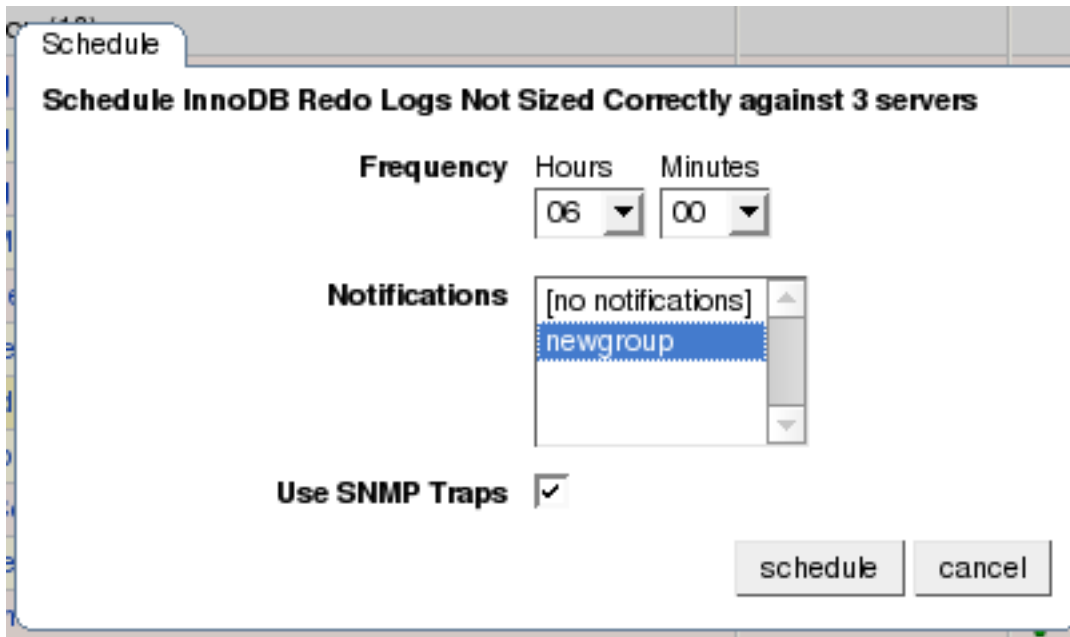 Schedule
Schedule InnoDB Redo Logs Not Sized Correctly against 3 servers
Frequency Hours Minutes
06 00
Notifications [no notifications]
newgroup
Use SNMP Traps
schedule cancel